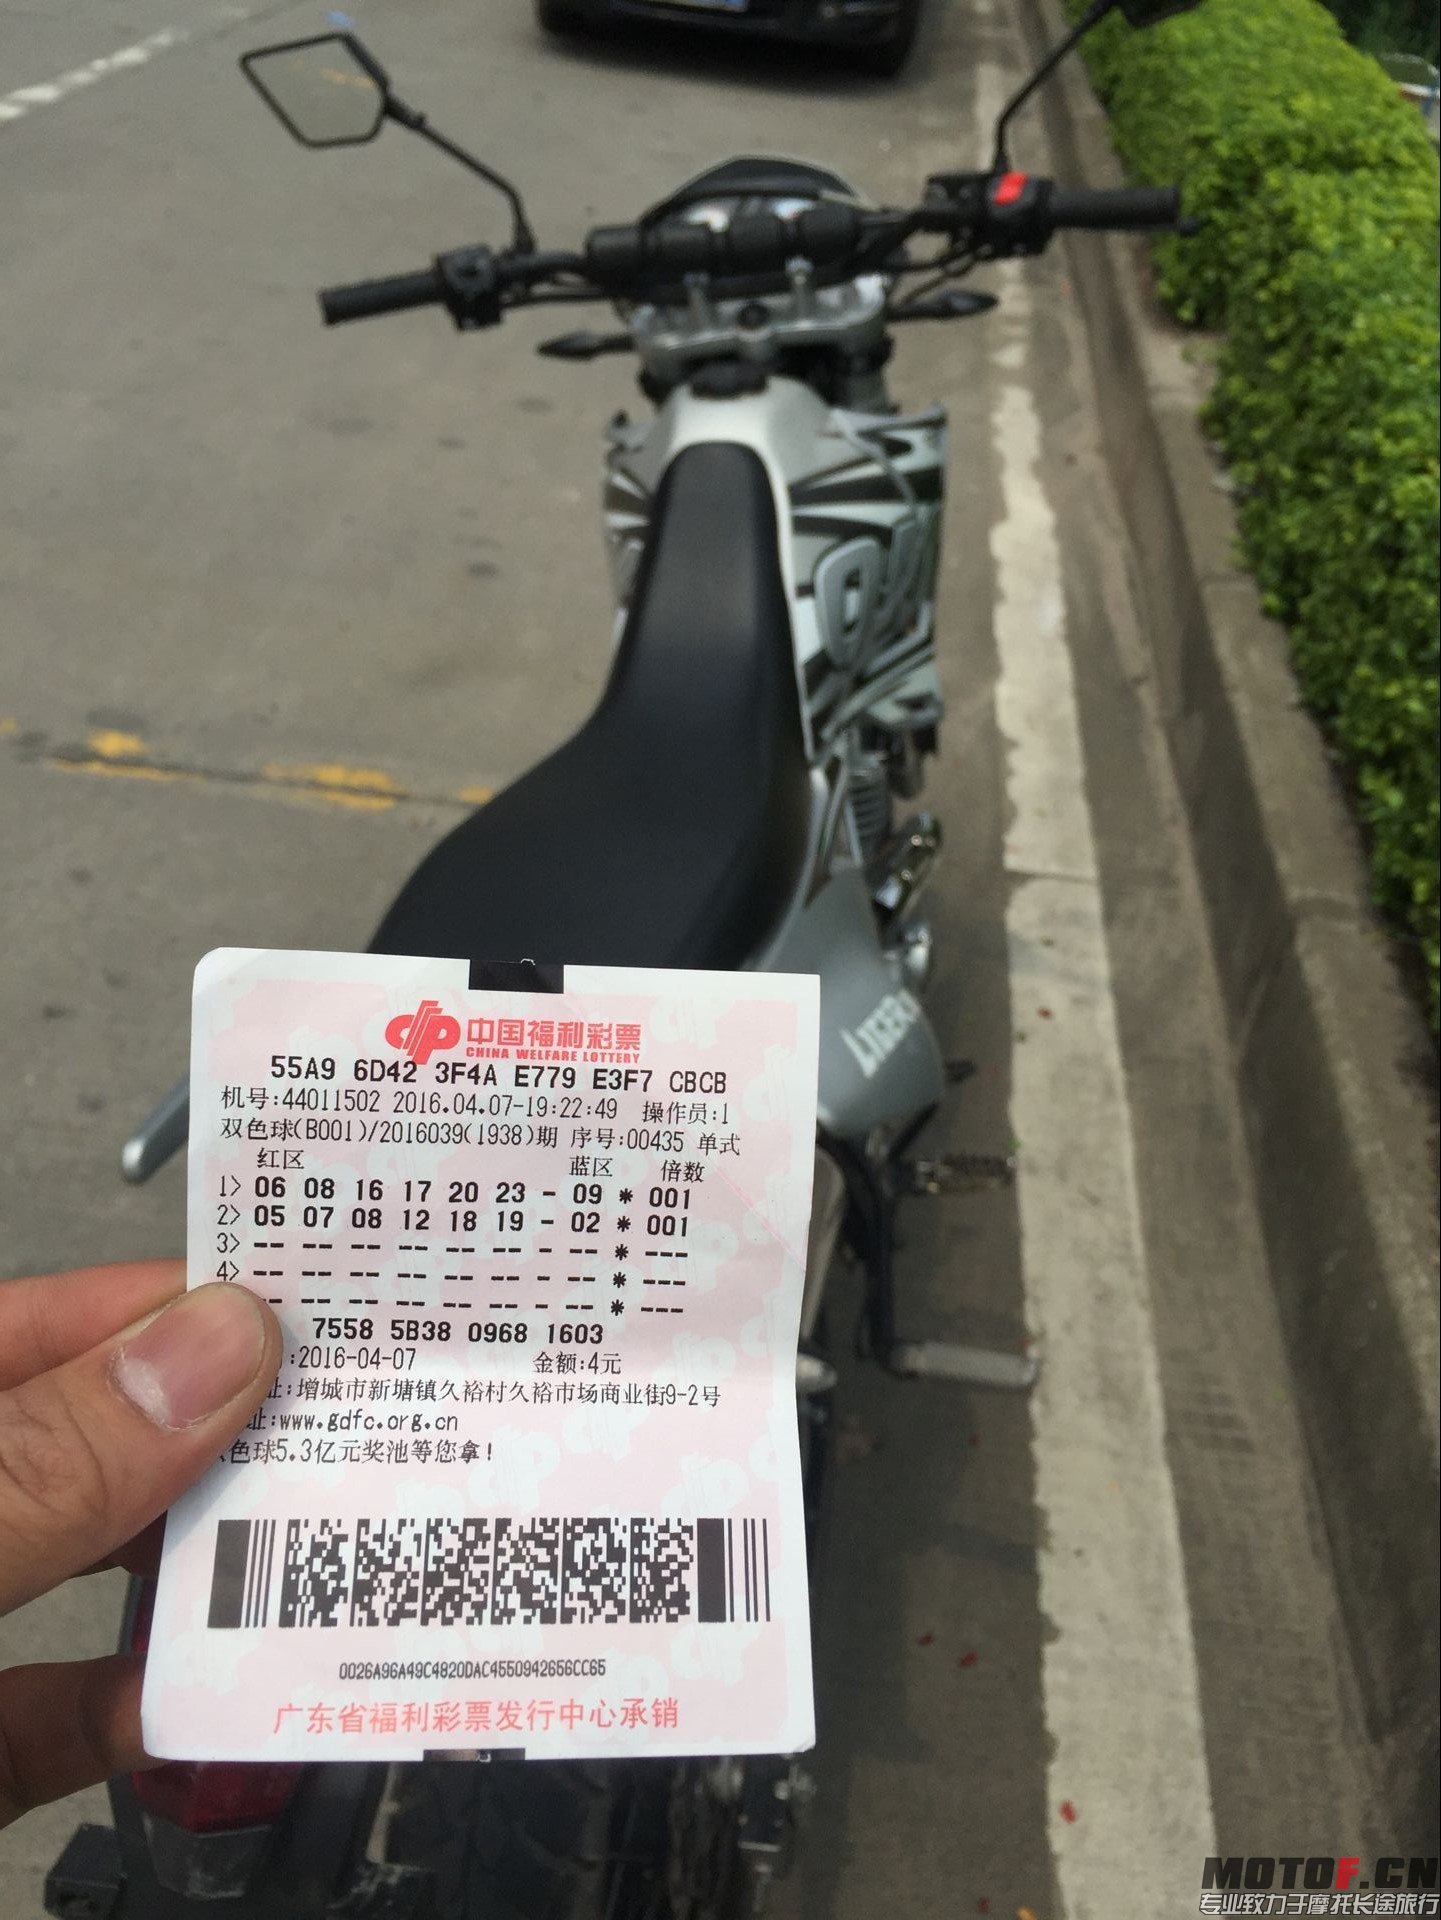 中国福利彩票
CHINA WELFARE LOTTERY
55A9 6D42 3F4A E779 E3F7 CBCB
机号:44011502 2016.04.07-19:22:49 操作员:1
双色球(B001)/2016039(1938)期 序号:00435 单式
红区 蓝区 倍数
1> 06 08 16 17 20 23 - 09 * 001
2> 05 07 08 12 18 19 - 02 * 001
3> -- -- -- -- -- -- - -- * ---
4> -- -- -- -- -- -- - -- * ---
-- -- -- -- -- -- - -- * ---
7558 5B38 0968 1603
:2016-04-07 金额:4元
址:增城市新塘镇久裕村久裕市场商业街9-2号
址:www.gdfc.org.cn
色球5.3亿元奖池等您拿!
0026A96A49C4820DAC4550942656CC65
广东省福利彩票发行中心承销
MOTOF.CN
专业致力于摩托长途旅行